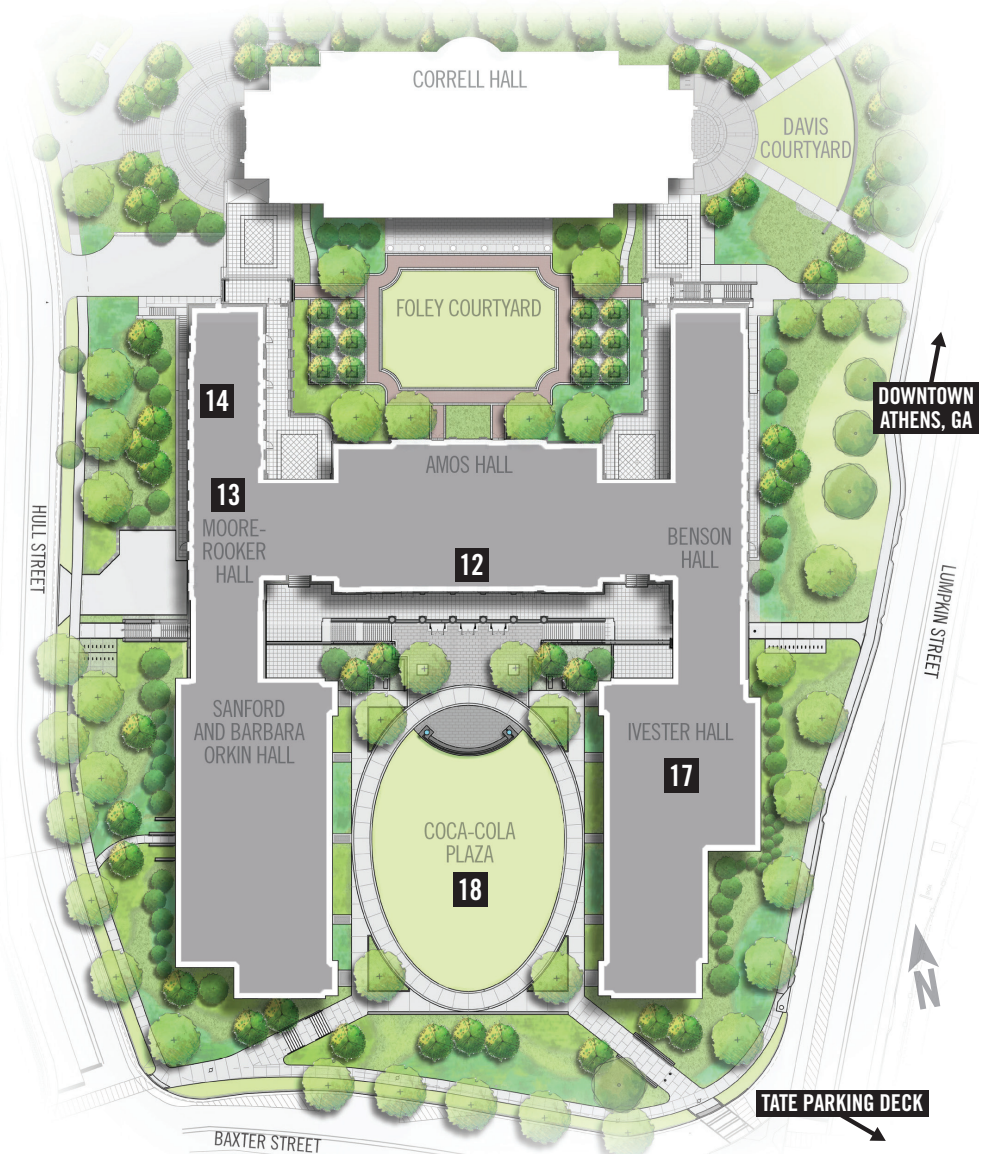 CORRELL HALL
DAVIS
COURTYARD
FOLEY COURTYARD
14
DOWNTOWN
ATHENS, GA
AMOS HALL
13
HULL STREET
MOORE-
ROOKER
HALL
12
BENSON
HALL
LUMPKIN STREET
SANFORD
AND BARBARA
ORKIN HALL
IVESTER HALL
17
COCA-COLA
PLAZA
18
N
TATE PARKING DECK
BAXTER STREET